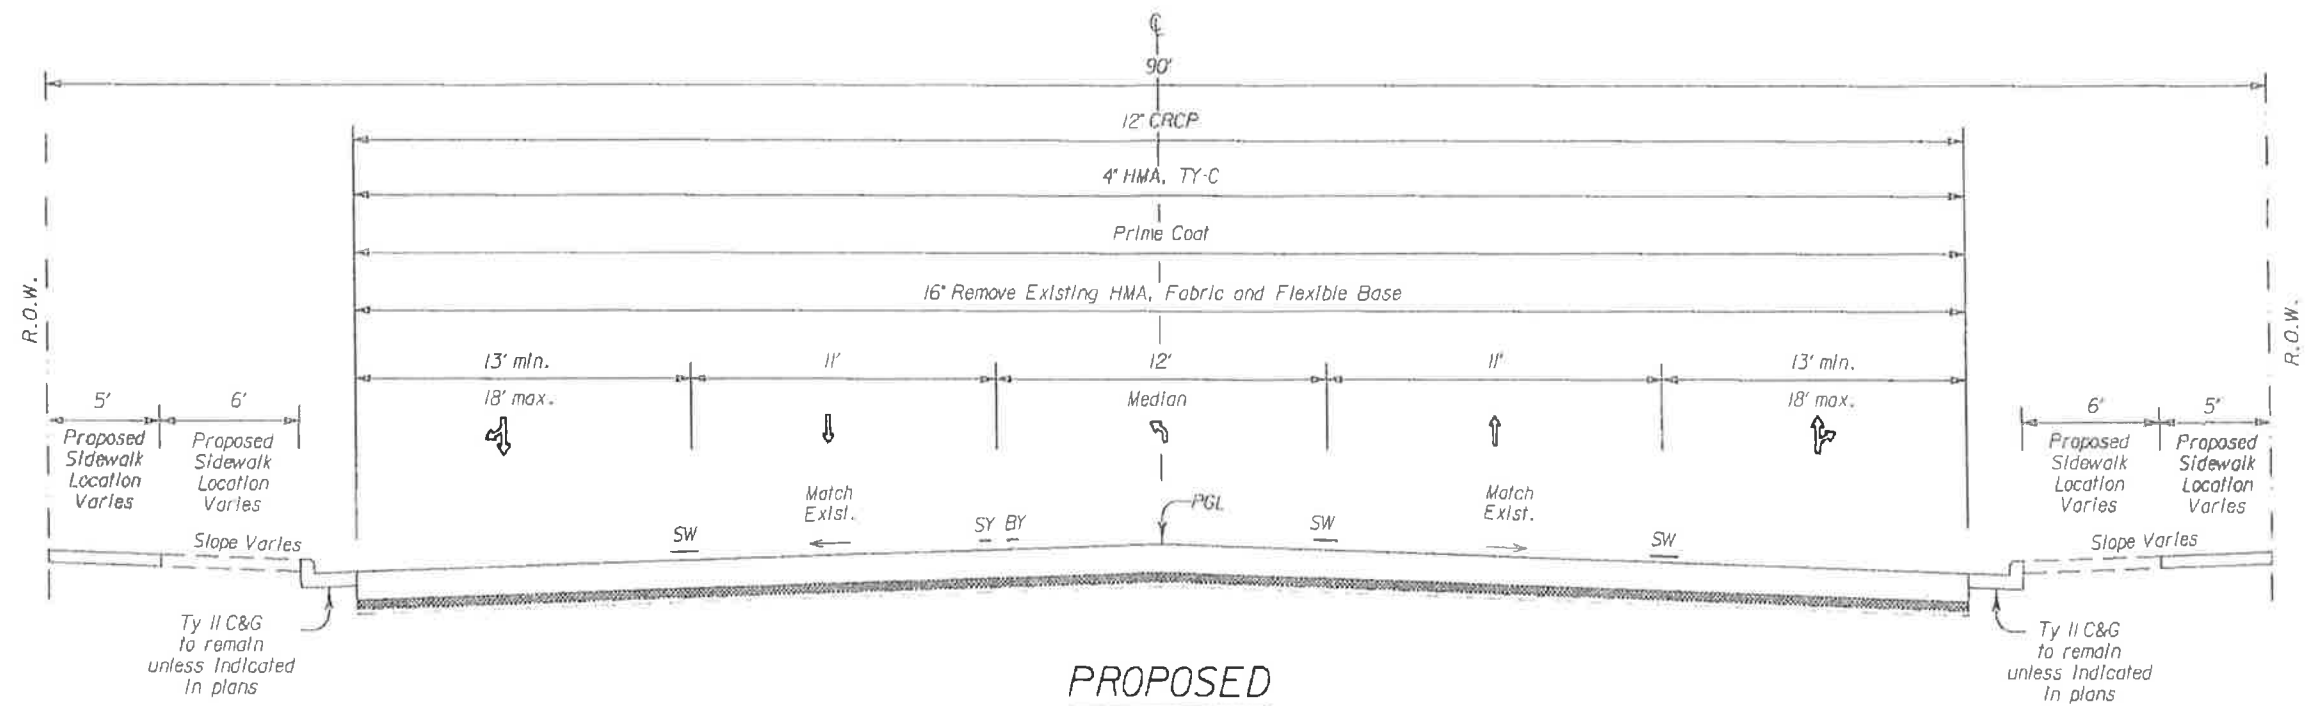 ℄
90'
12" CRCP
4" HMA, TY-C
Prime Coat
16" Remove Existing HMA, Fabric and Flexible Base
R.O.W.
R.O.W.
13' min.
11'
12'
11'
13' min.
18' max.
Median
18' max.
5'
6'
6'
5'
Proposed
Sidewalk
Location
Varies
Proposed
Sidewalk
Location
Varies
Proposed
Sidewalk
Location
Varies
Proposed
Sidewalk
Location
Varies
Match
Exist.
PGL
Match
Exist.
SW
SY BY
SW
SW
Slope Varies
Slope Varies
Ty II C&G
to remain
unless indicated
in plans
Ty II C&G
to remain
unless indicated
in plans
PROPOSED